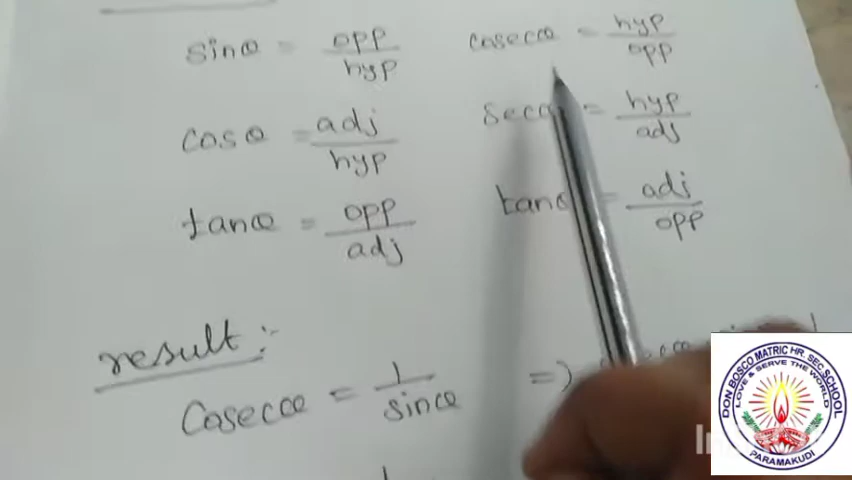 sinθ = opp/hyp   cosecθ = hyp/opp
cosθ = adj/hyp   secθ = hyp/adj
tanθ = opp/adj   tanθ = adj/opp
result :-
Cosecθ = 1/sinθ =>
DON BOSCO MATRIC HR. SEC SCHOOL
LOVE & SERVE THE WORLD
PARAMAKUDI